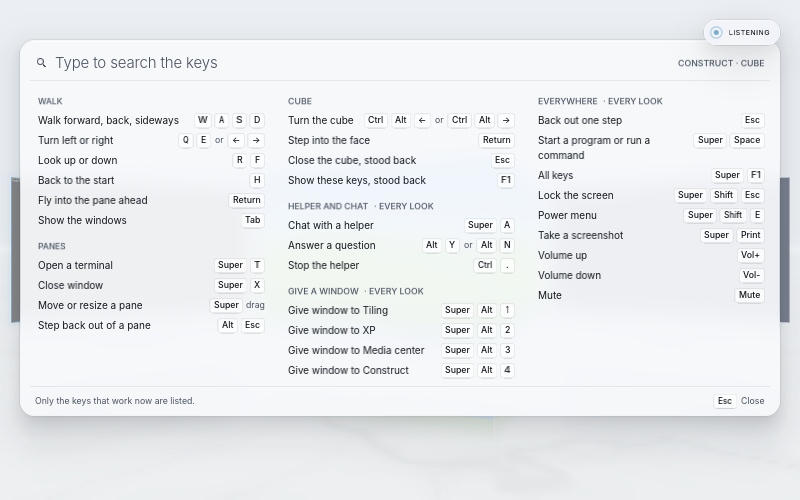 LISTENING
Type to search the keys
CONSTRUCT · CUBE
WALK
Walk forward, back, sideways W A S D
Turn left or right Q E or ← →
Look up or down R F
Back to the start H
Fly into the pane ahead Return
Show the windows Tab
PANES
Open a terminal Super T
Close window Super X
Move or resize a pane Super drag
Step back out of a pane Alt Esc
CUBE
Turn the cube Ctrl Alt ← or Ctrl Alt →
Step into the face Return
Close the cube, stood back Esc
Show these keys, stood back F1
HELPER AND CHAT · EVERY LOOK
Chat with a helper Super A
Answer a question Alt Y or Alt N
Stop the helper Ctrl .
GIVE A WINDOW · EVERY LOOK
Give window to Tiling Super Alt 1
Give window to XP Super Alt 2
Give window to Media center Super Alt 3
Give window to Construct Super Alt 4
EVERYWHERE · EVERY LOOK
Back out one step Esc
Start a program or run a Super Space
command
All keys Super F1
Lock the screen Super Shift Esc
Power menu Super Shift E
Take a screenshot Super Print
Volume up Vol+
Volume down Vol-
Mute Mute
Only the keys that work now are listed.
Esc Close